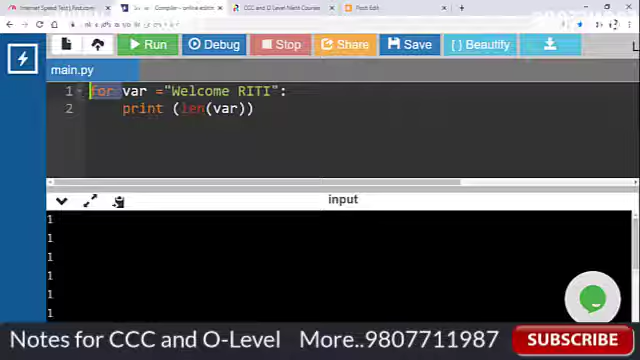 Internet Speed Test | Fast.com
Compiler - online editor
CCC and O Level Nielit Courses
Post: Edit
Run
Debug
Stop
Share
Save
{ } Beautify
main.py
1 for var ="Welcome RITI":
2 print (len(var))
input
1
1
1
1
1
1
Notes for CCC and O-Level More..9807711987
SUBSCRIBE